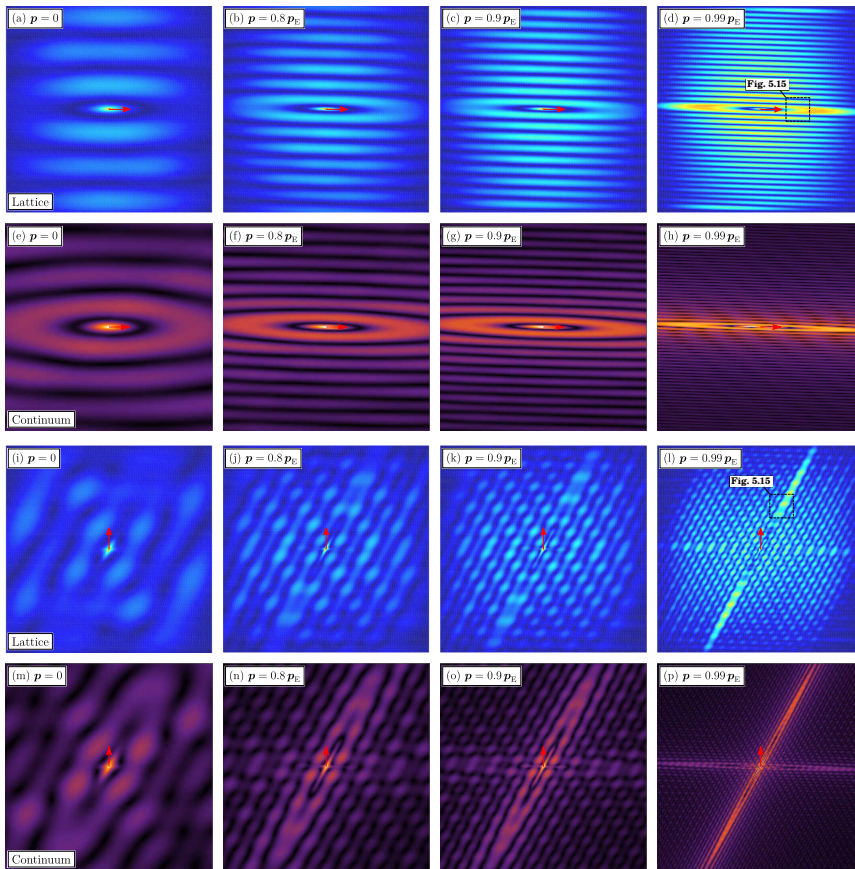 (a) p = 0
(b) p = 0.8 p_E
(c) p = 0.9 p_E
(d) p = 0.99 p_E
Fig. 5.15
Lattice
(e) p = 0
(f) p = 0.8 p_E
(g) p = 0.9 p_E
(h) p = 0.99 p_E
Continuum
(i) p = 0
(j) p = 0.8 p_E
(k) p = 0.9 p_E
(l) p = 0.99 p_E
Fig. 5.15
Lattice
(m) p = 0
(n) p = 0.8 p_E
(o) p = 0.9 p_E
(p) p = 0.99 p_E
Continuum